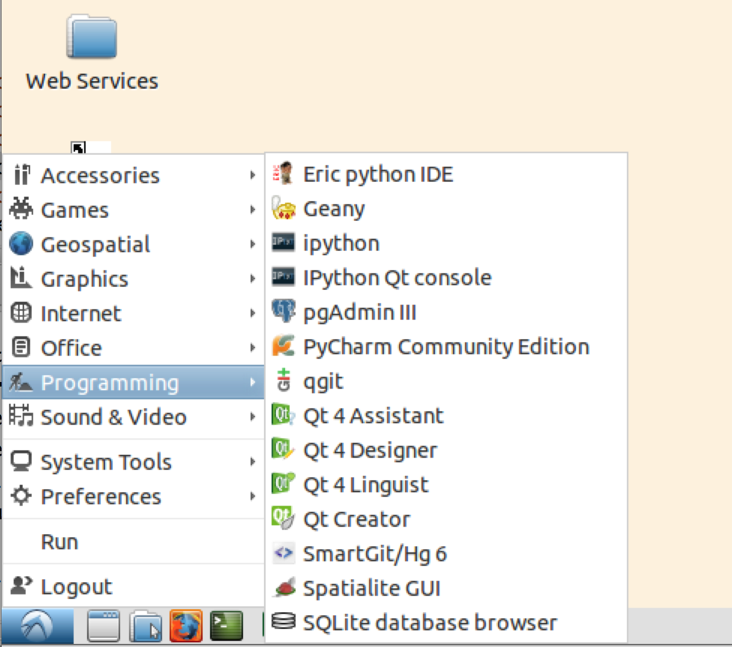 Web Services
Accessories
Games
Geospatial
Graphics
Internet
Office
Programming
Sound & Video
System Tools
Preferences
Run
Logout
Eric python IDE
Geany
ipython
IPython Qt console
pgAdmin III
PyCharm Community Edition
qgit
Qt 4 Assistant
Qt 4 Designer
Qt 4 Linguist
Qt Creator
SmartGit/Hg 6
Spatialite GUI
SQLite database browser